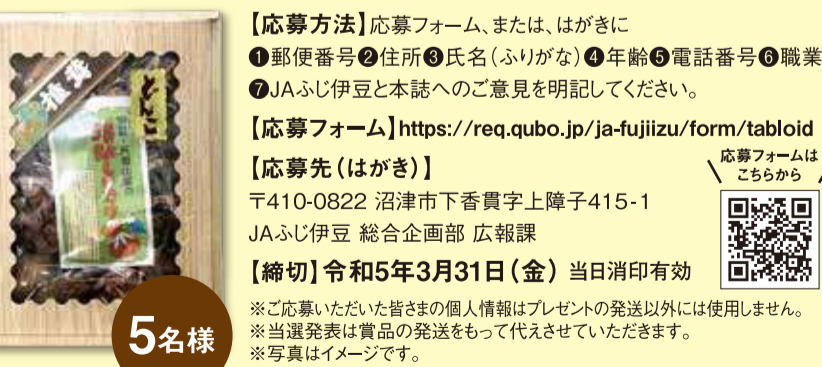 椎茸
どんこ
5名様
【応募方法】応募フォーム、または、はがきに
❶郵便番号❷住所❸氏名(ふりがな)❹年齢❺電話番号❻職業
❼JAふじ伊豆と本誌へのご意見を明記してください。
【応募フォーム】https://req.qubo.jp/ja-fujiizu/form/tabloid
【応募先(はがき)】
〒410-0822 沼津市下香貫字上障子415-1
JAふじ伊豆 総合企画部 広報課
応募フォームは
こちらから
【締切】令和5年3月31日(金) 当日消印有効
※ご応募いただいた皆さまの個人情報はプレゼントの発送以外には使用しません。
※当選発表は賞品の発送をもって代えさせていただきます。
※写真はイメージです。